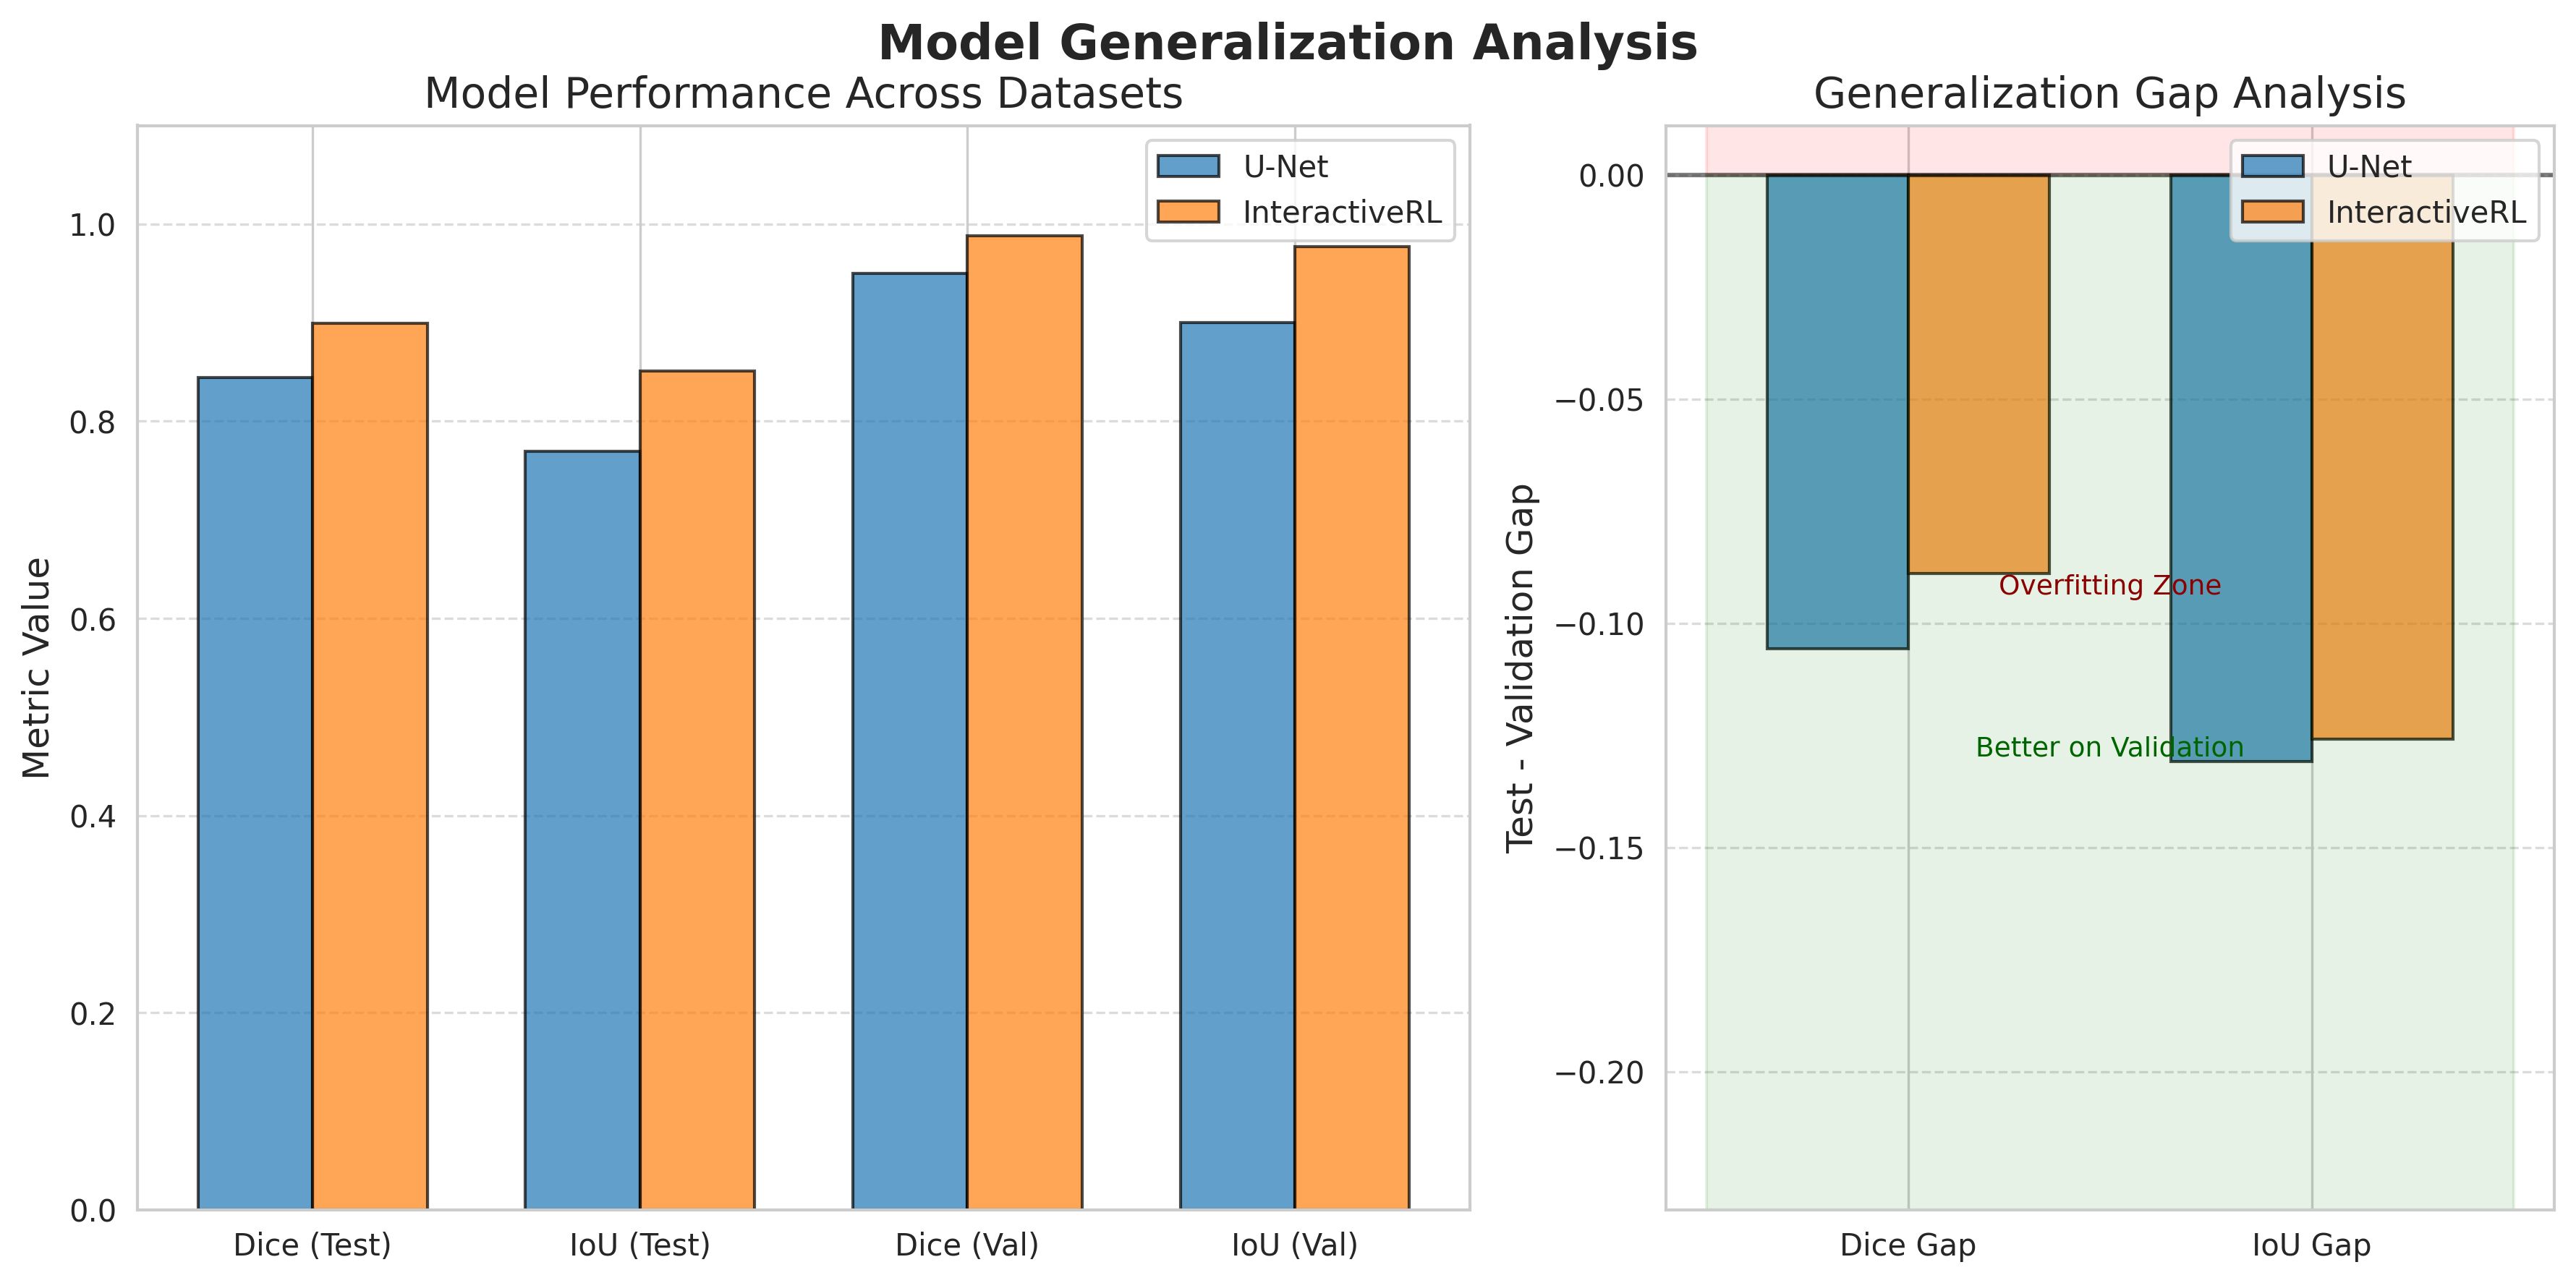 Model Generalization Analysis
Model Performance Across Datasets
Metric Value
1.0
0.8
0.6
0.4
0.2
0.0
U-Net
InteractiveRL
Dice (Test)
IoU (Test)
Dice (Val)
IoU (Val)
Generalization Gap Analysis
Test - Validation Gap
0.00
−0.05
−0.10
−0.15
−0.20
U-Net
InteractiveRL
Overfitting Zone
Better on Validation
Dice Gap
IoU Gap